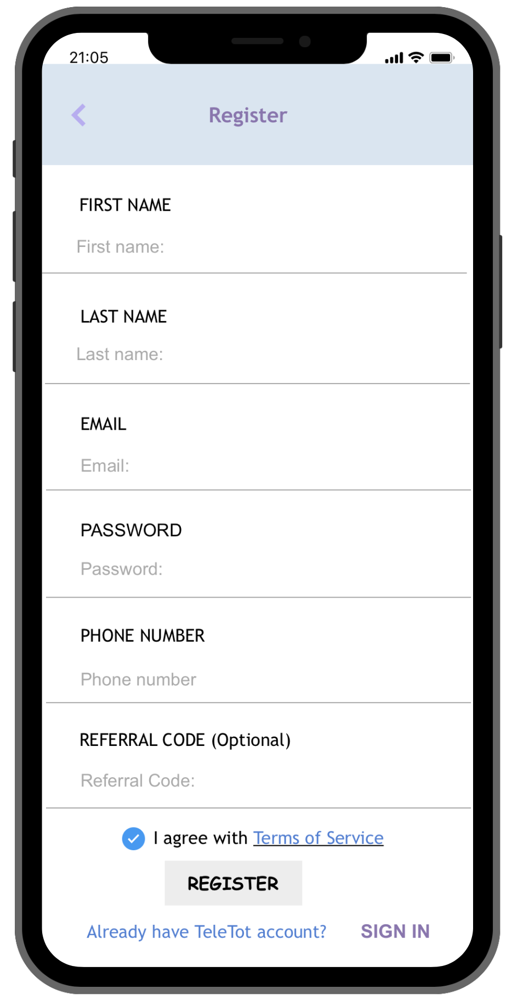 21:05
Register
FIRST NAME
First name:
LAST NAME
Last name:
EMAIL
Email:
PASSWORD
Password:
PHONE NUMBER
Phone number
REFERRAL CODE (Optional)
Referral Code:
I agree with Terms of Service
REGISTER
Already have TeleTot account? SIGN IN